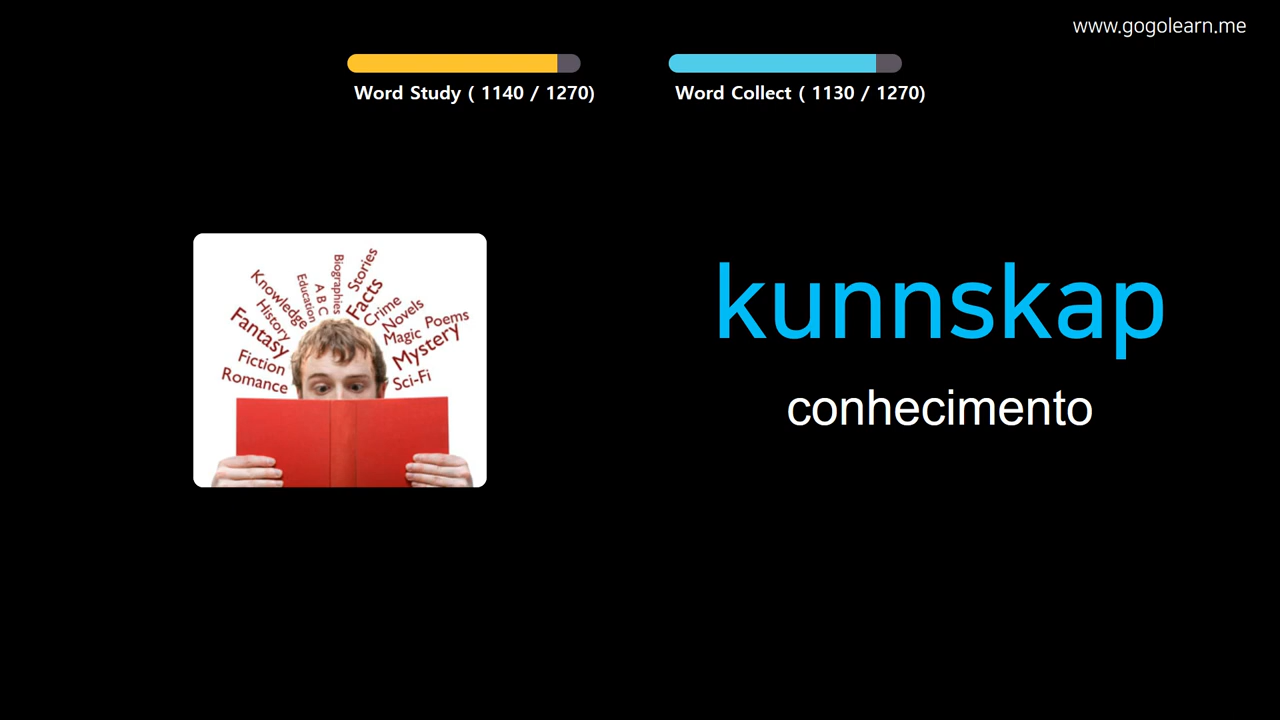 www.gogolearn.me
Word Study ( 1140 / 1270)
Word Collect ( 1130 / 1270)
Knowledge
History
Fantasy
Fiction
Romance
Education
A B C
Biographies
Stories
Facts
Crime
Novels
Magic
Poems
Mystery
Sci-Fi
kunnskap
conhecimento